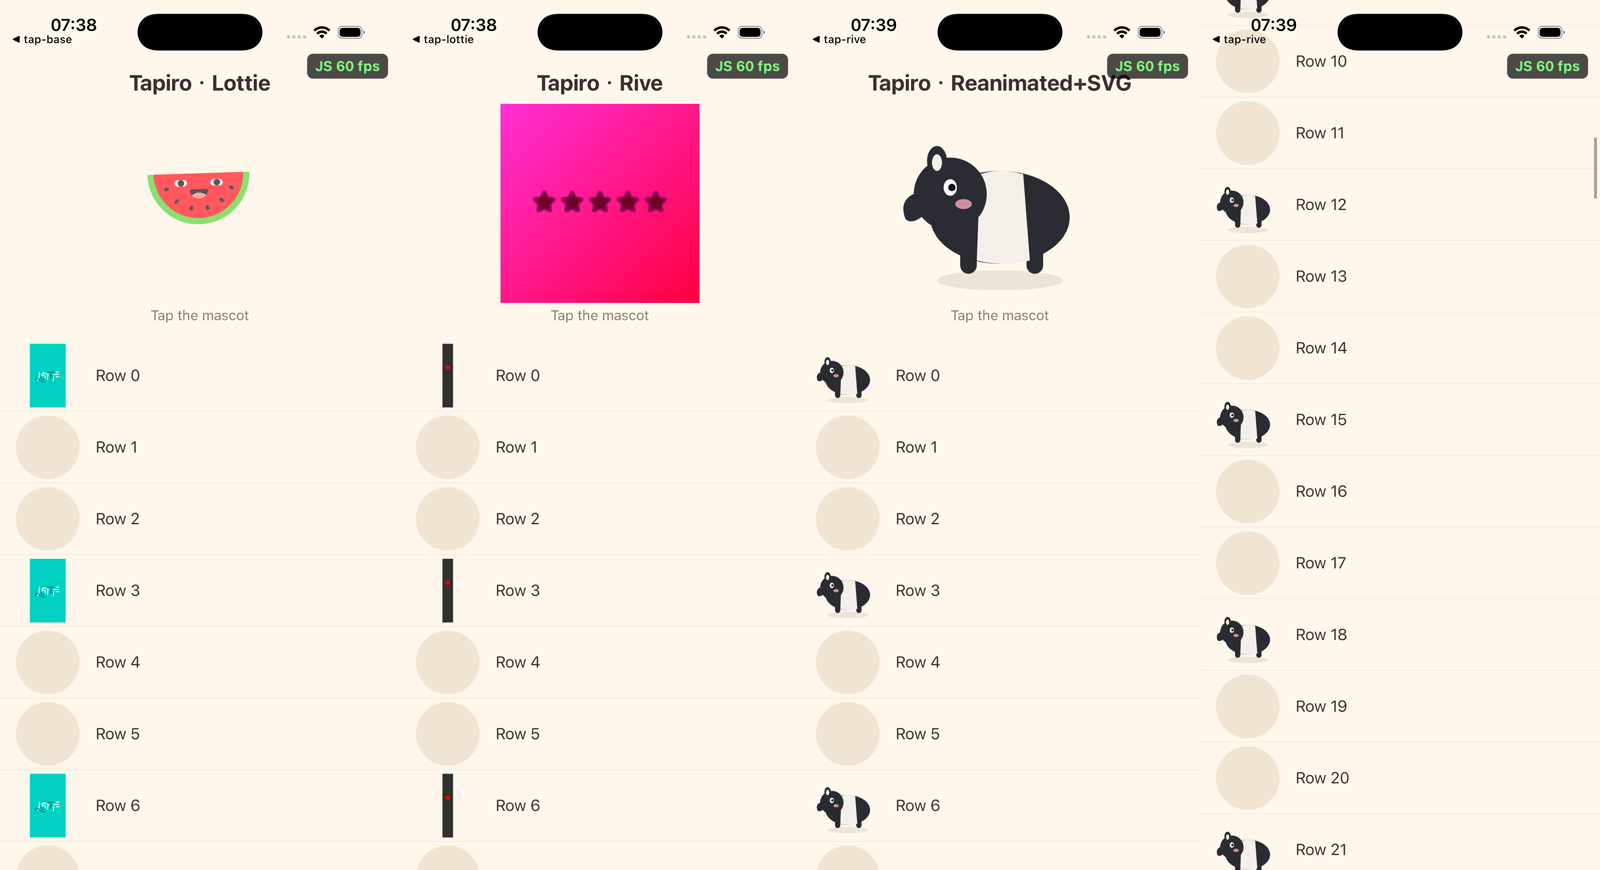 07:38
◀ tap-base
JS 60 fps
Tapiro · Lottie
Tap the mascot
Row 0
Row 1
Row 2
Row 3
Row 4
Row 5
Row 6
07:38
◀ tap-lottie
JS 60 fps
Tapiro · Rive
Tap the mascot
Row 0
Row 1
Row 2
Row 3
Row 4
Row 5
Row 6
07:39
◀ tap-rive
JS 60 fps
Tapiro · Reanimated+SVG
Tap the mascot
Row 0
Row 1
Row 2
Row 3
Row 4
Row 5
Row 6
07:39
◀ tap-rive
JS 60 fps
Row 10
Row 11
Row 12
Row 13
Row 14
Row 15
Row 16
Row 17
Row 18
Row 19
Row 20
Row 21